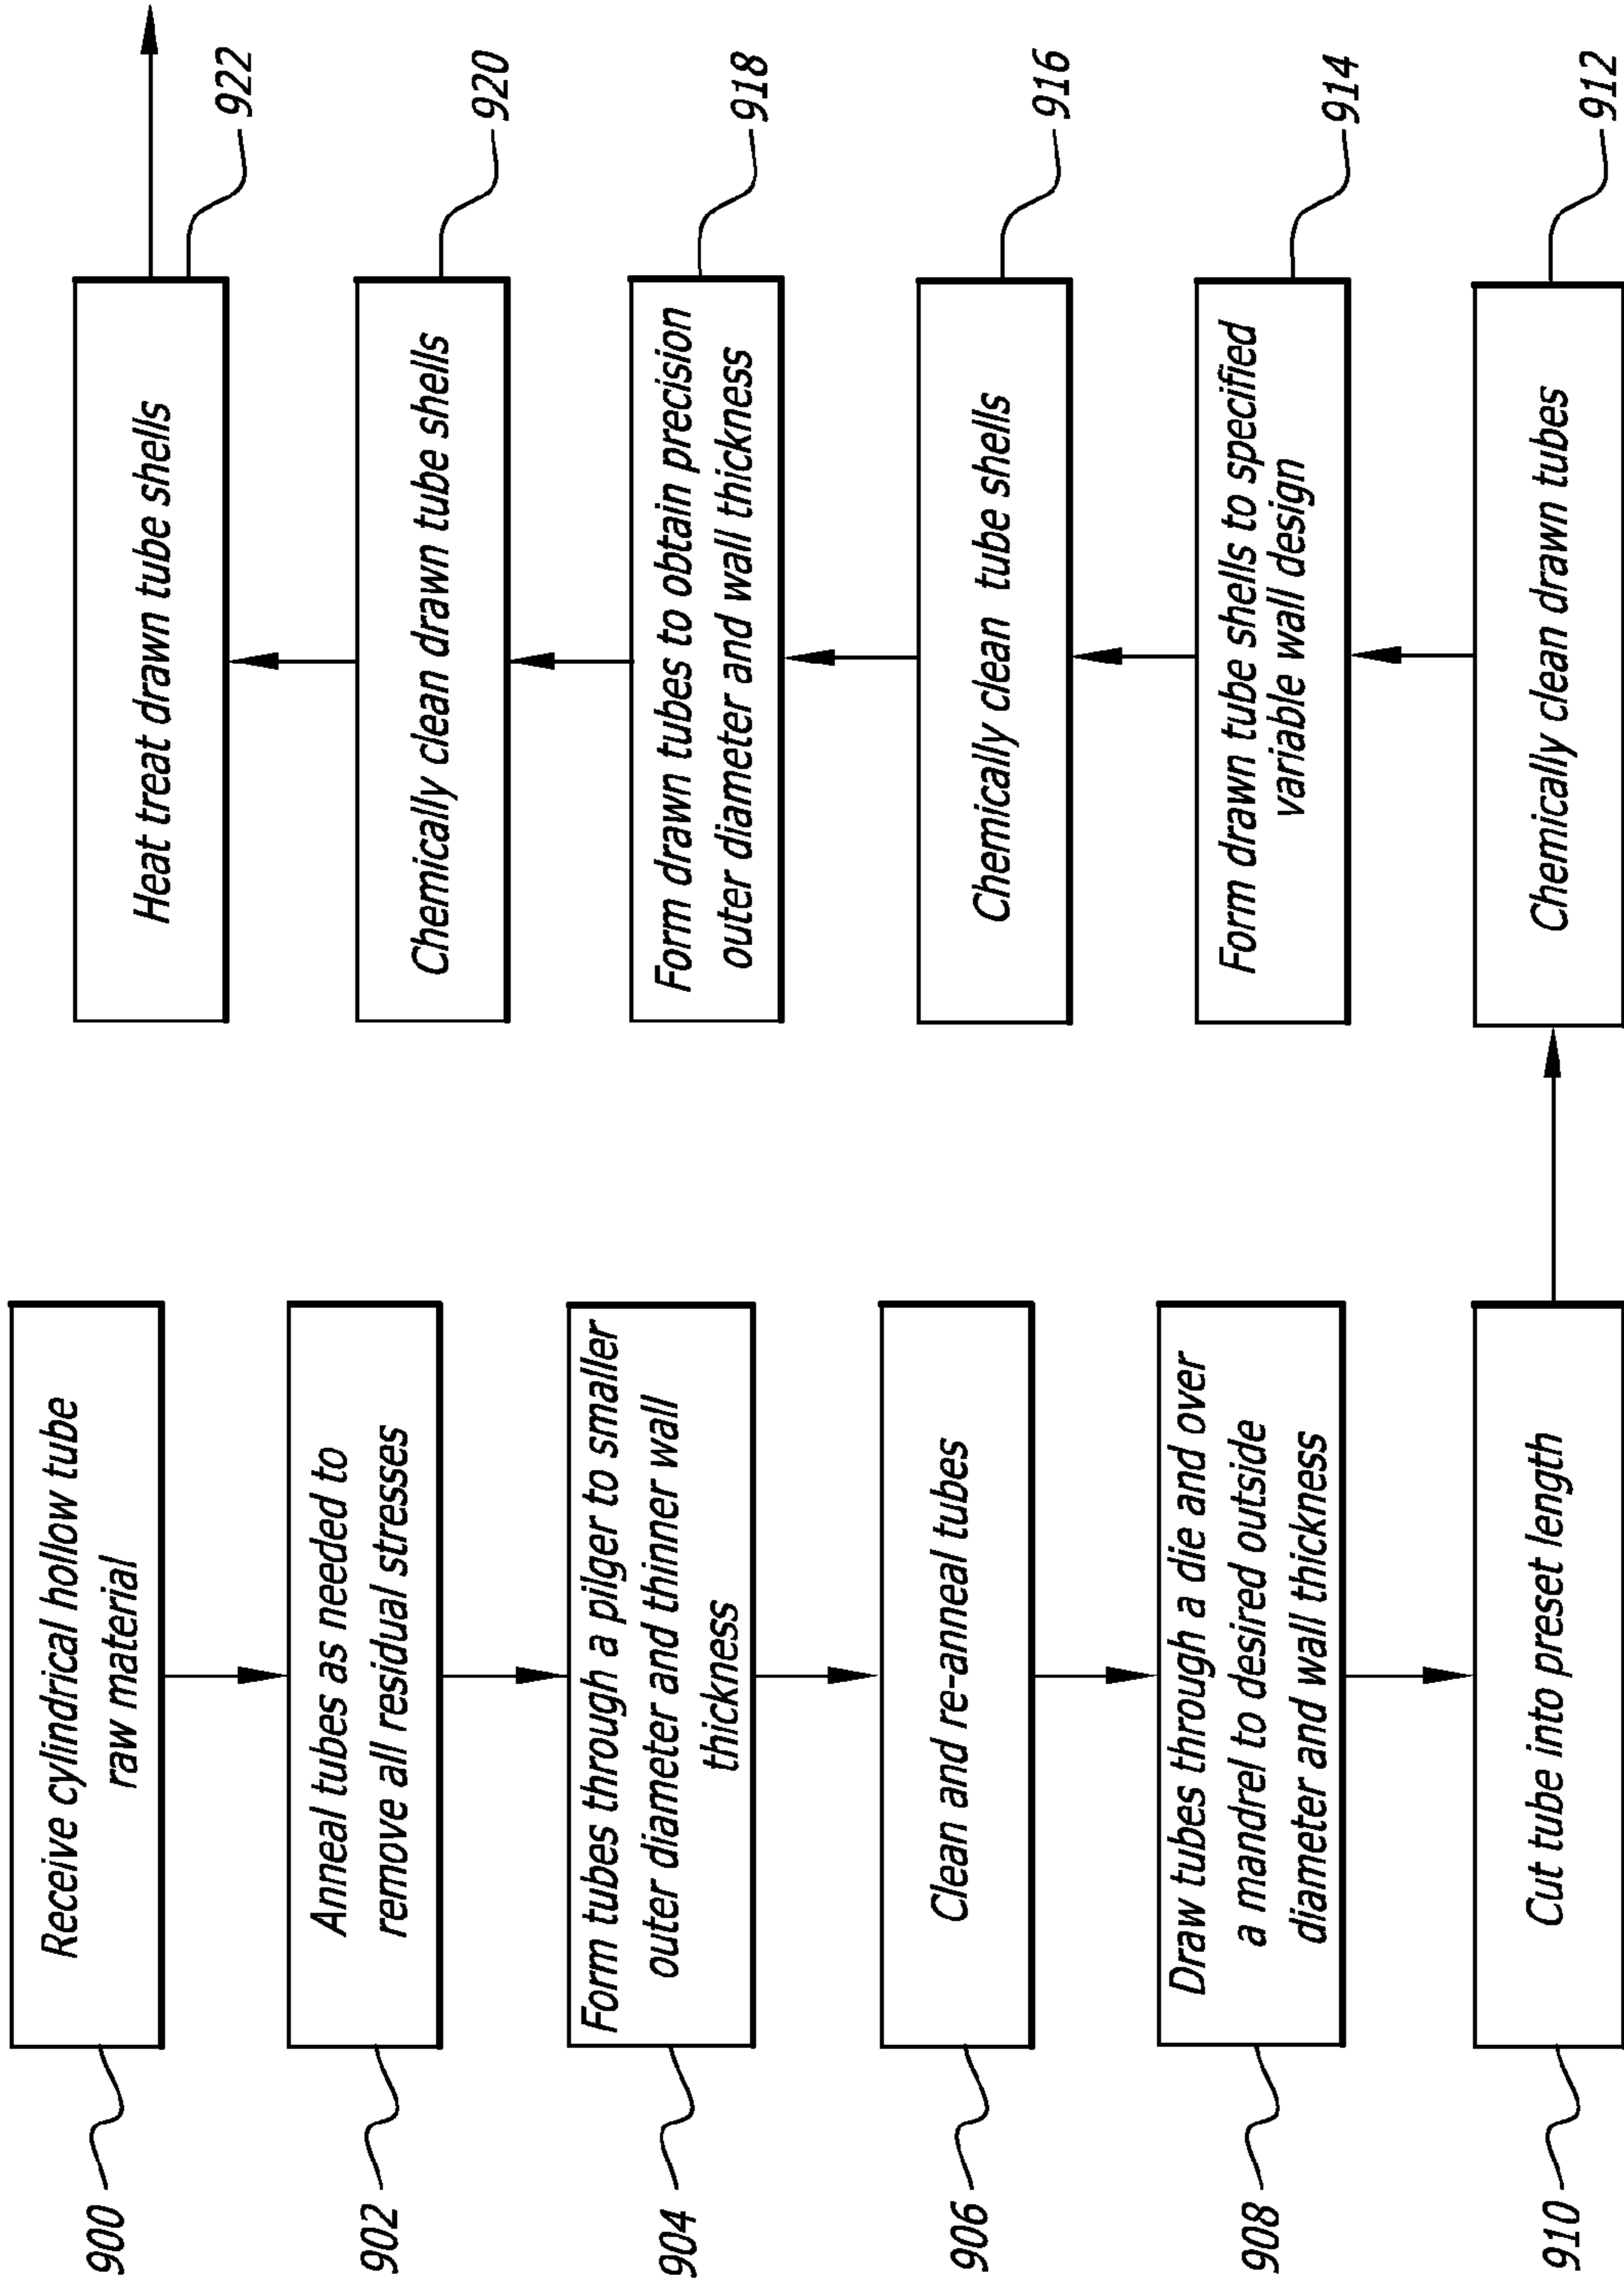 900
Receive cylindrical hollow tube
raw material
902
Anneal tubes as needed to
remove all residual stresses
904
Form tubes through a pilger to smaller
outer diameter and thinner wall
thickness
906
Clean and re-anneal tubes
908
Draw tubes through a die and over
a mandrel to desired outside
diameter and wall thickness
910
Cut tube into preset length
Chemically clean drawn tubes
912
Form drawn tube shells to specified
variable wall design
914
Chemically clean tube shells
916
Form drawn tubes to obtain precision
outer diameter and wall thickness
918
Chemically clean drawn tube shells
920
Heat treat drawn tube shells
922